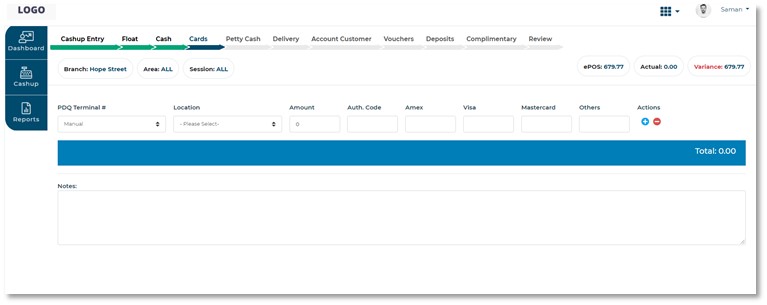 LOGO
Saman
Dashboard
Cashup
Reports
Cashup Entry Float Cash Cards Petty Cash Delivery Account Customer Vouchers Deposits Complimentary Review
Branch: Hope Street Area: ALL Session: ALL ePOS: 679.77 Actual: 0.00 Variance: 679.77
PDQ Terminal # Location Amount Auth. Code Amex Visa Mastercard Others Actions
Manual - Please Select- 0
Total: 0.00
Notes: